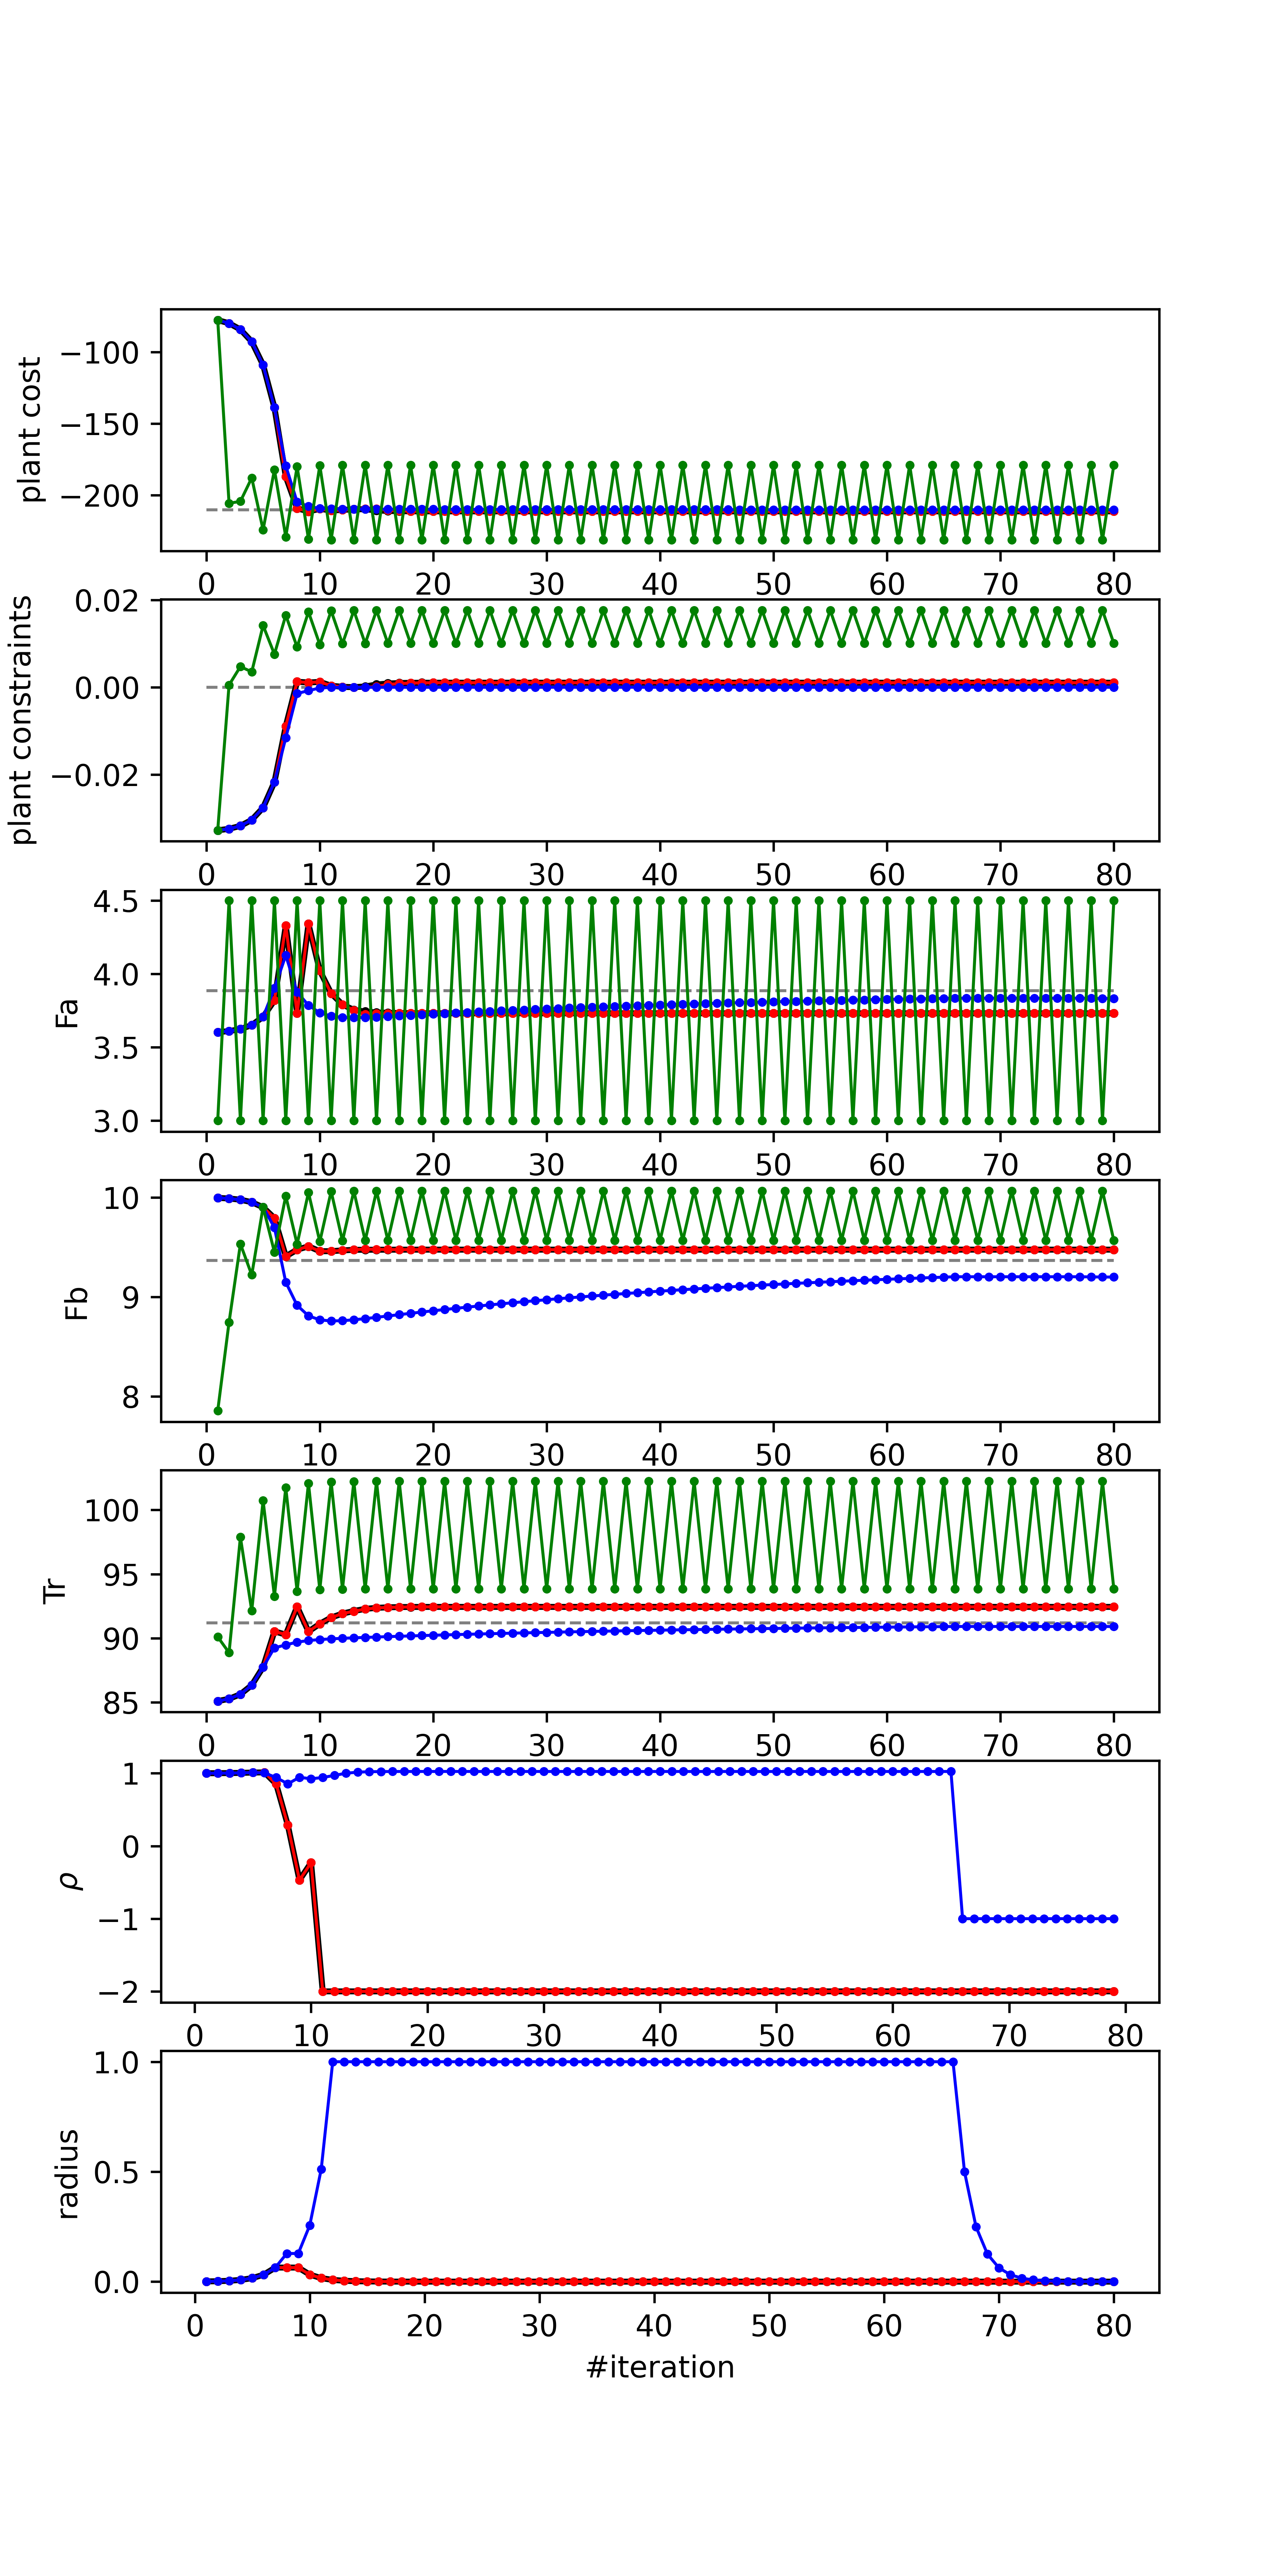 plant cost
−100
−150
−200
0 10 20 30 40 50 60 70 80
plant constraints
0.02
0.00
−0.02
0 10 20 30 40 50 60 70 80
Fa
4.5
4.0
3.5
3.0
0 10 20 30 40 50 60 70 80
Fb
10
9
8
0 10 20 30 40 50 60 70 80
Tr
100
95
90
85
0 10 20 30 40 50 60 70 80
ρ
1
0
−1
−2
0 10 20 30 40 50 60 70 80
radius
1.0
0.5
0.0
0 10 20 30 40 50 60 70 80
#iteration